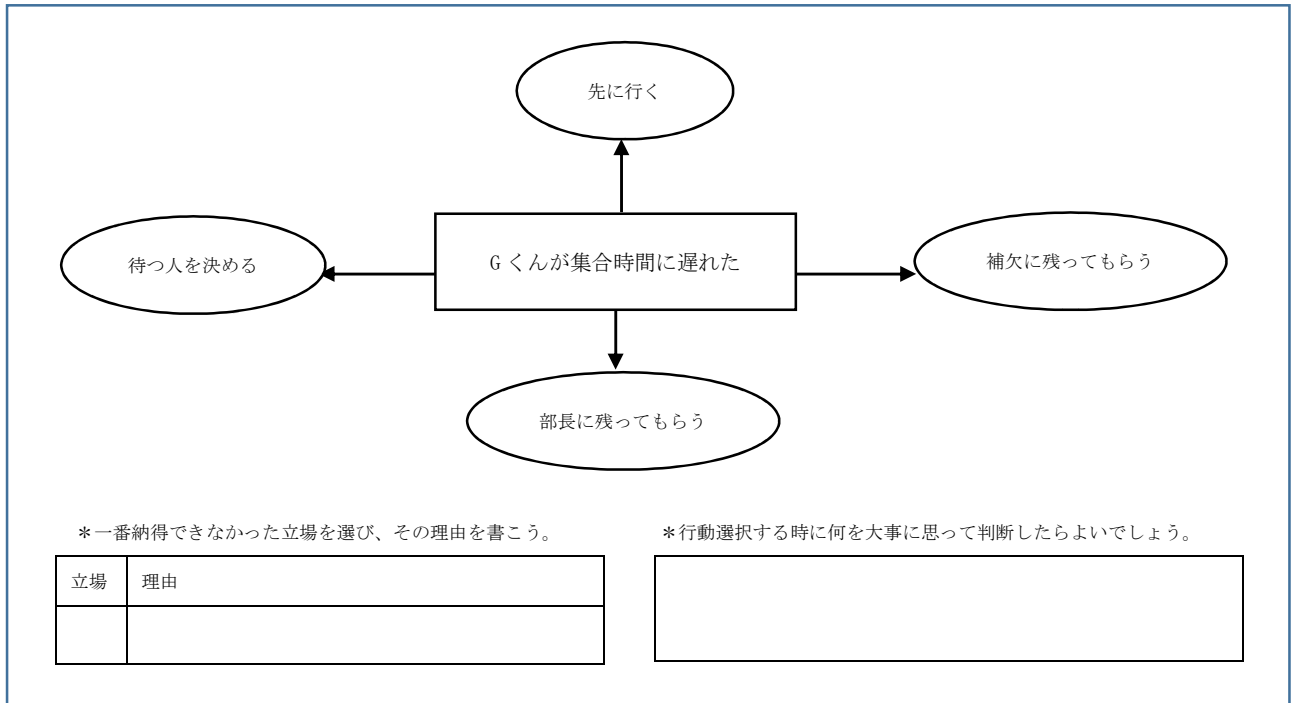 先に行く
待つ人を決める
Gくんが集合時間に遅れた
補欠に残ってもらう
部長に残ってもらう
＊一番納得できなかった立場を選び、その理由を書こう。
＊行動選択する時に何を大事に思って判断したらよいでしょう。
立場 理由